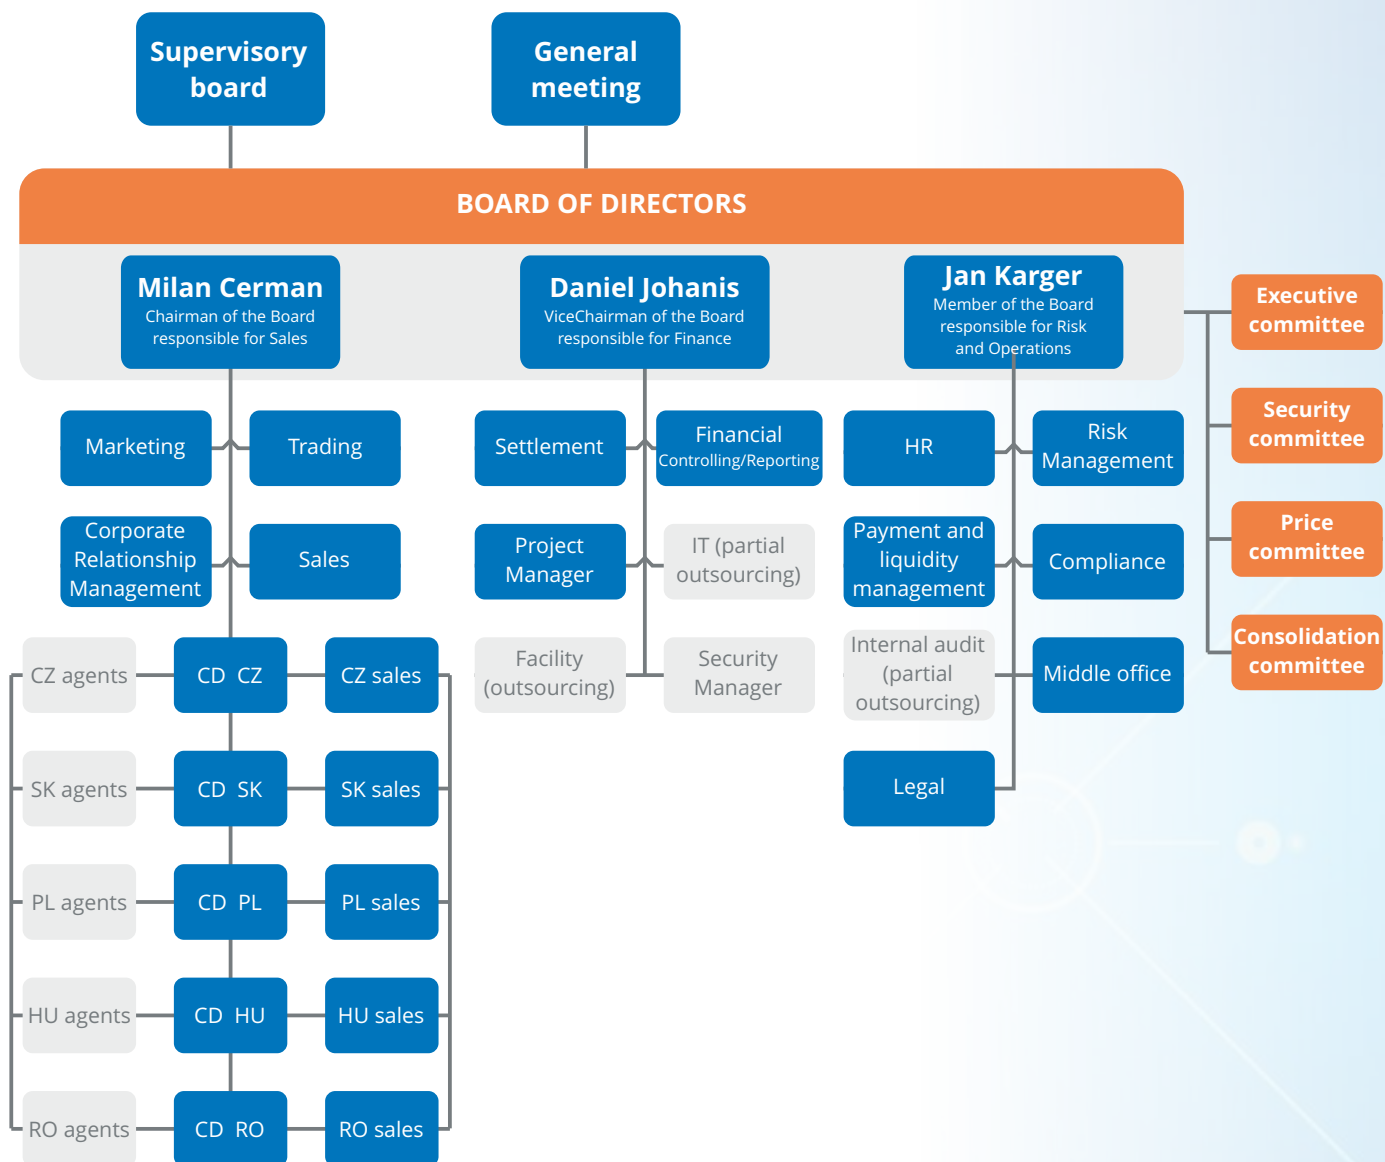 Supervisory
board
General
meeting
BOARD OF DIRECTORS
Milan Cerman
Chairman of the Board
responsible for Sales
Daniel Johanis
ViceChairman of the Board
responsible for Finance
Jan Karger
Member of the Board
responsible for Risk
and Operations
Executive
committee
Security
committee
Price
committee
Consolidation
committee
Marketing
Trading
Corporate
Relationship
Management
Sales
Settlement
Financial
Controlling/Reporting
Project
Manager
IT (partial
outsourcing)
Facility
(outsourcing)
Security
Manager
HR
Risk
Management
Payment and
liquidity
management
Compliance
Internal audit
(partial
outsourcing)
Middle office
Legal
CZ agents
CD CZ
CZ sales
SK agents
CD SK
SK sales
PL agents
CD PL
PL sales
HU agents
CD HU
HU sales
RO agents
CD RO
RO sales